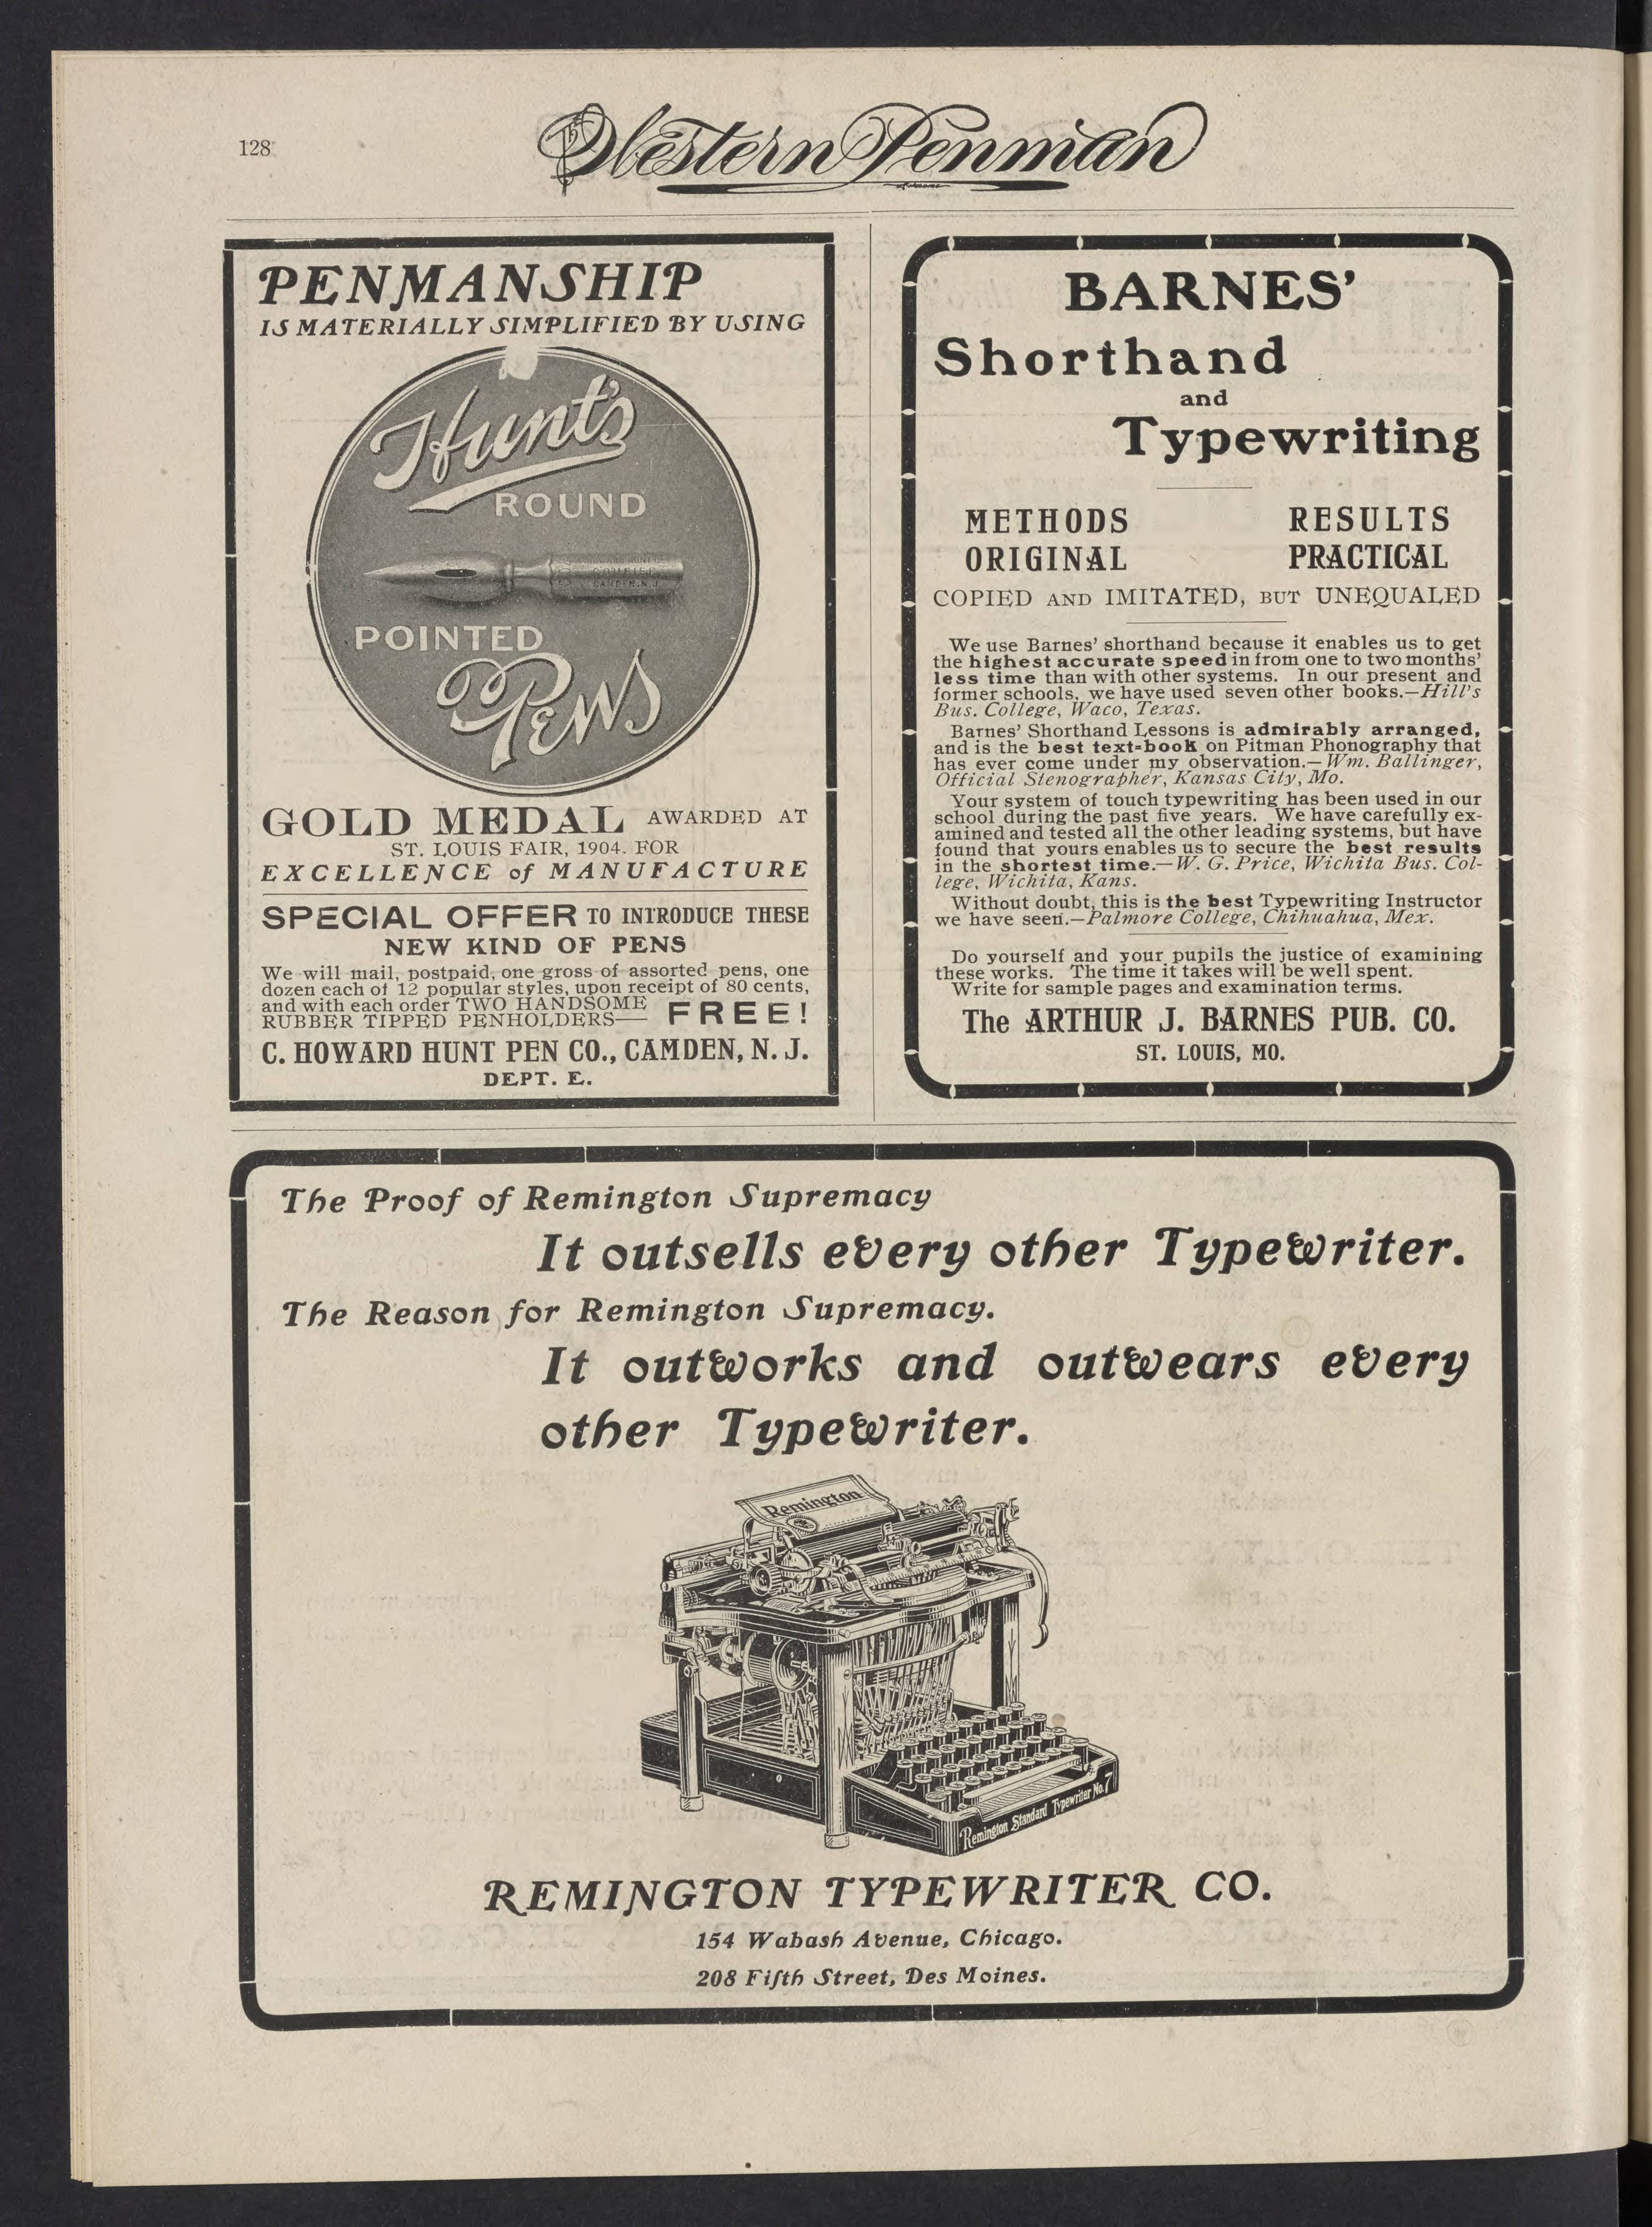 128
Western Penman
PENMANSHIP
IS MATERIALLY SIMPLIFIED BY USING
Hunt's
ROUND
POINTED
PENS
GOLD MEDAL AWARDED AT
ST. LOUIS FAIR, 1904. FOR
EXCELLENCE of MANUFACTURE
SPECIAL OFFER TO INTRODUCE THESE
NEW KIND OF PENS
We will mail, postpaid, one gross of assorted pens, one
dozen each of 12 popular styles, upon receipt of 80 cents,
and with each order TWO HANDSOME
RUBBER TIPPED PENHOLDERS— FREE!
C. HOWARD HUNT PEN CO., CAMDEN, N. J.
DEPT. E.
BARNES'
Shorthand
and
Typewriting
METHODS RESULTS
ORIGINAL PRACTICAL
COPIED AND IMITATED, BUT UNEQUALED
We use Barnes' shorthand because it enables us to get
the highest accurate speed in from one to two months'
less time than with other systems. In our present and
former schools, we have used seven other books.—Hill's
Bus. College, Waco, Texas.
Barnes' Shorthand Lessons is admirably arranged,
and is the best text-book on Pitman Phonography that
has ever come under my observation.—Wm. Ballinger,
Official Stenographer, Kansas City, Mo.
Your system of touch typewriting has been used in our
school during the past five years. We have carefully ex-
amined and tested all the other leading systems, but have
found that yours enables us to secure the best results
in the shortest time.—W. G. Price, Wichita Bus. Col-
lege, Wichita, Kans.
Without doubt, this is the best Typewriting Instructor
we have seen.—Palmore College, Chihuahua, Mex.
Do yourself and your pupils the justice of examining
these works. The time it takes will be well spent.
Write for sample pages and examination terms.
The ARTHUR J. BARNES PUB. CO.
ST. LOUIS, MO.
The Proof of Remington Supremacy
It outsells every other Typewriter.
The Reason for Remington Supremacy.
It outworks and outwears every
other Typewriter.
Remington
Remington Standard Typewriter No. 7
REMINGTON TYPEWRITER CO.
154 Wabash Avenue, Chicago.
208 Fifth Street, Des Moines.